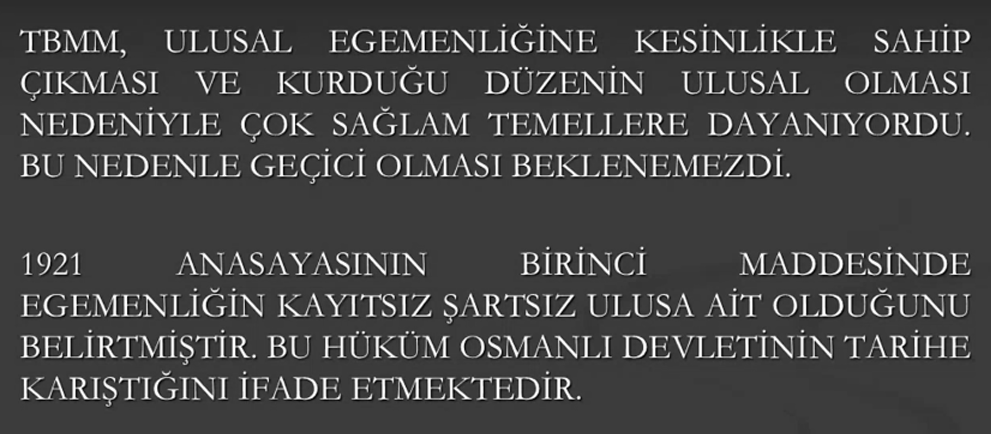 TBMM, ULUSAL EGEMENLİĞİNE KESİNLİKLE SAHİP
ÇIKMASI VE KURDUĞU DÜZENİN ULUSAL OLMASI
NEDENİYLE ÇOK SAĞLAM TEMELLERE DAYANIYORDU.
BU NEDENLE GEÇİCİ OLMASI BEKLENEMEZDİ.
1921 ANASAYASININ BİRİNCİ MADDESİNDE
EGEMENLİĞİN KAYITSIZ ŞARTSIZ ULUSA AİT OLDUĞUNU
BELİRTMİŞTİR. BU HÜKÜM OSMANLI DEVLETİNİN TARİHE
KARIŞTIĞINI İFADE ETMEKTEDİR.